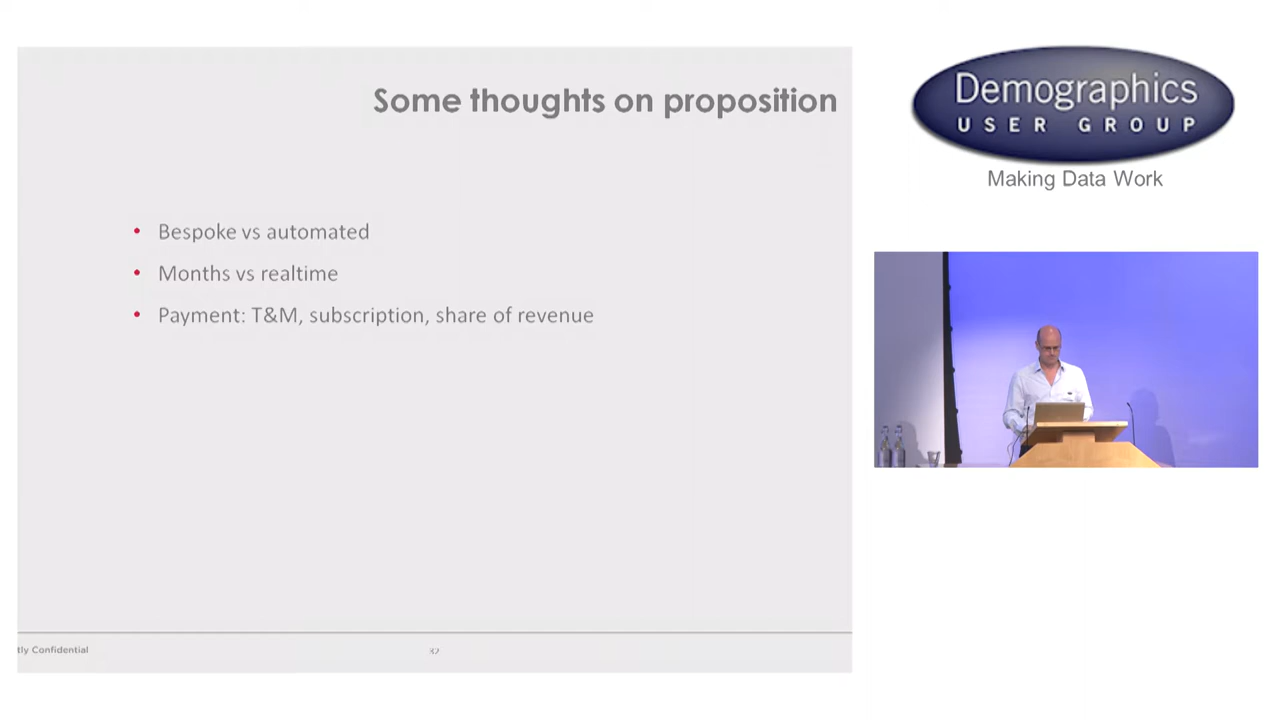 Some thoughts on proposition
• Bespoke vs automated
• Months vs realtime
• Payment: T&M, subscription, share of revenue
tly Confidential
32
Demographics
USER GROUP
Making Data Work